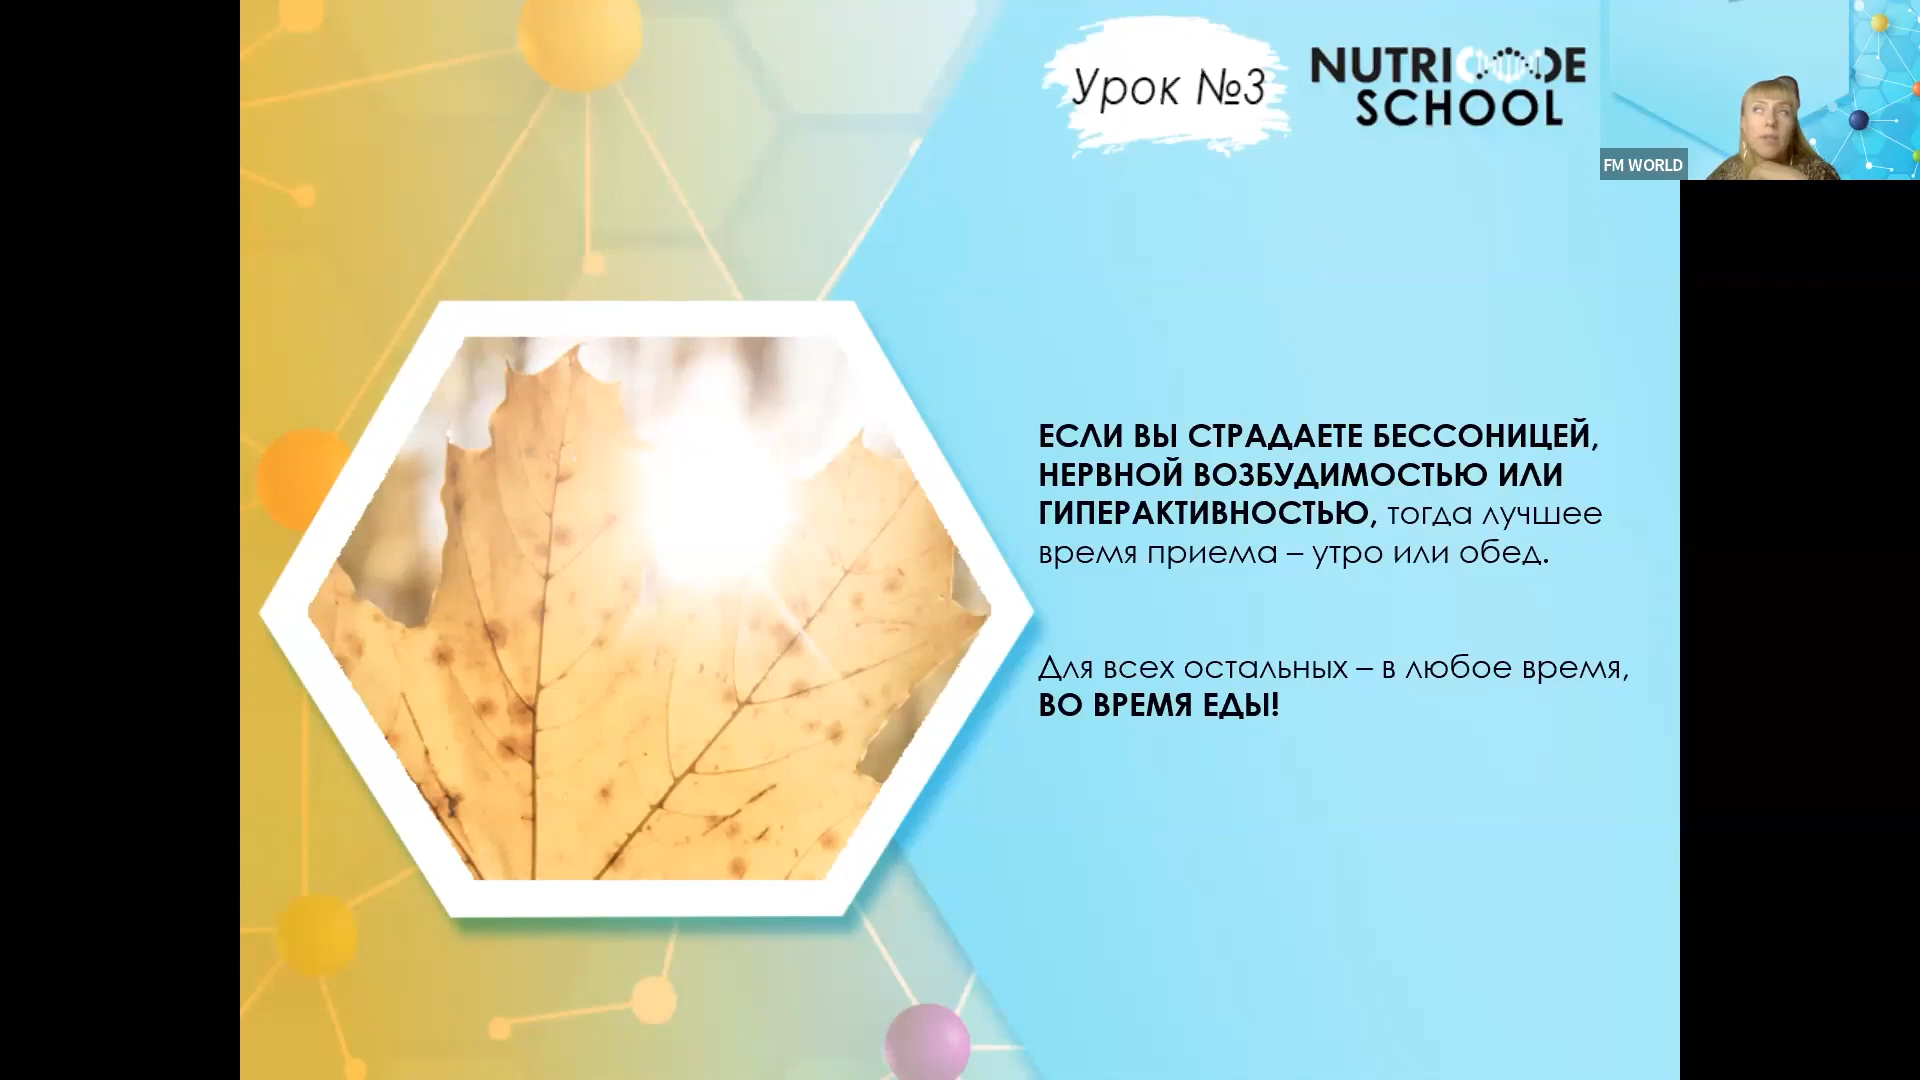 Урок №3
NUTRICODE
SCHOOL
FM WORLD
ЕСЛИ ВЫ СТРАДАЕТЕ БЕССОНИЦЕЙ,
НЕРВНОЙ ВОЗБУДИМОСТЬЮ ИЛИ
ГИПЕРАКТИВНОСТЬЮ, тогда лучшее
время приема – утро или обед.
Для всех остальных – в любое время,
ВО ВРЕМЯ ЕДЫ!